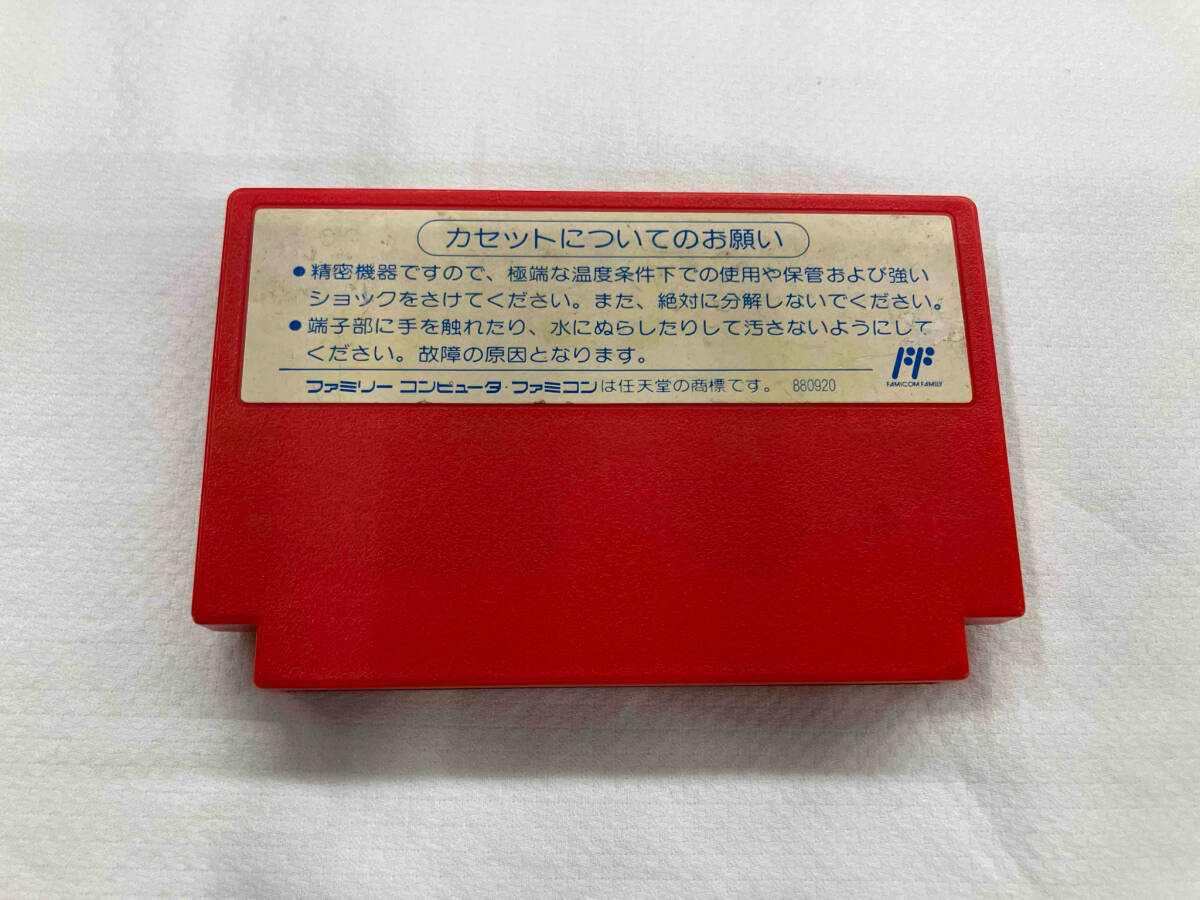 カセットについてのお願い
●精密機器ですので、極端な温度条件下での使用や保管および強い
ショックをさけてください。また、絶対に分解しないでください。
●端子部に手を触れたり、水にぬらしたりして汚さないようにして
ください。故障の原因となります。
FAMICOM FAMILY
ファミリー コンピュータ・ファミコンは任天堂の商標です。 880920